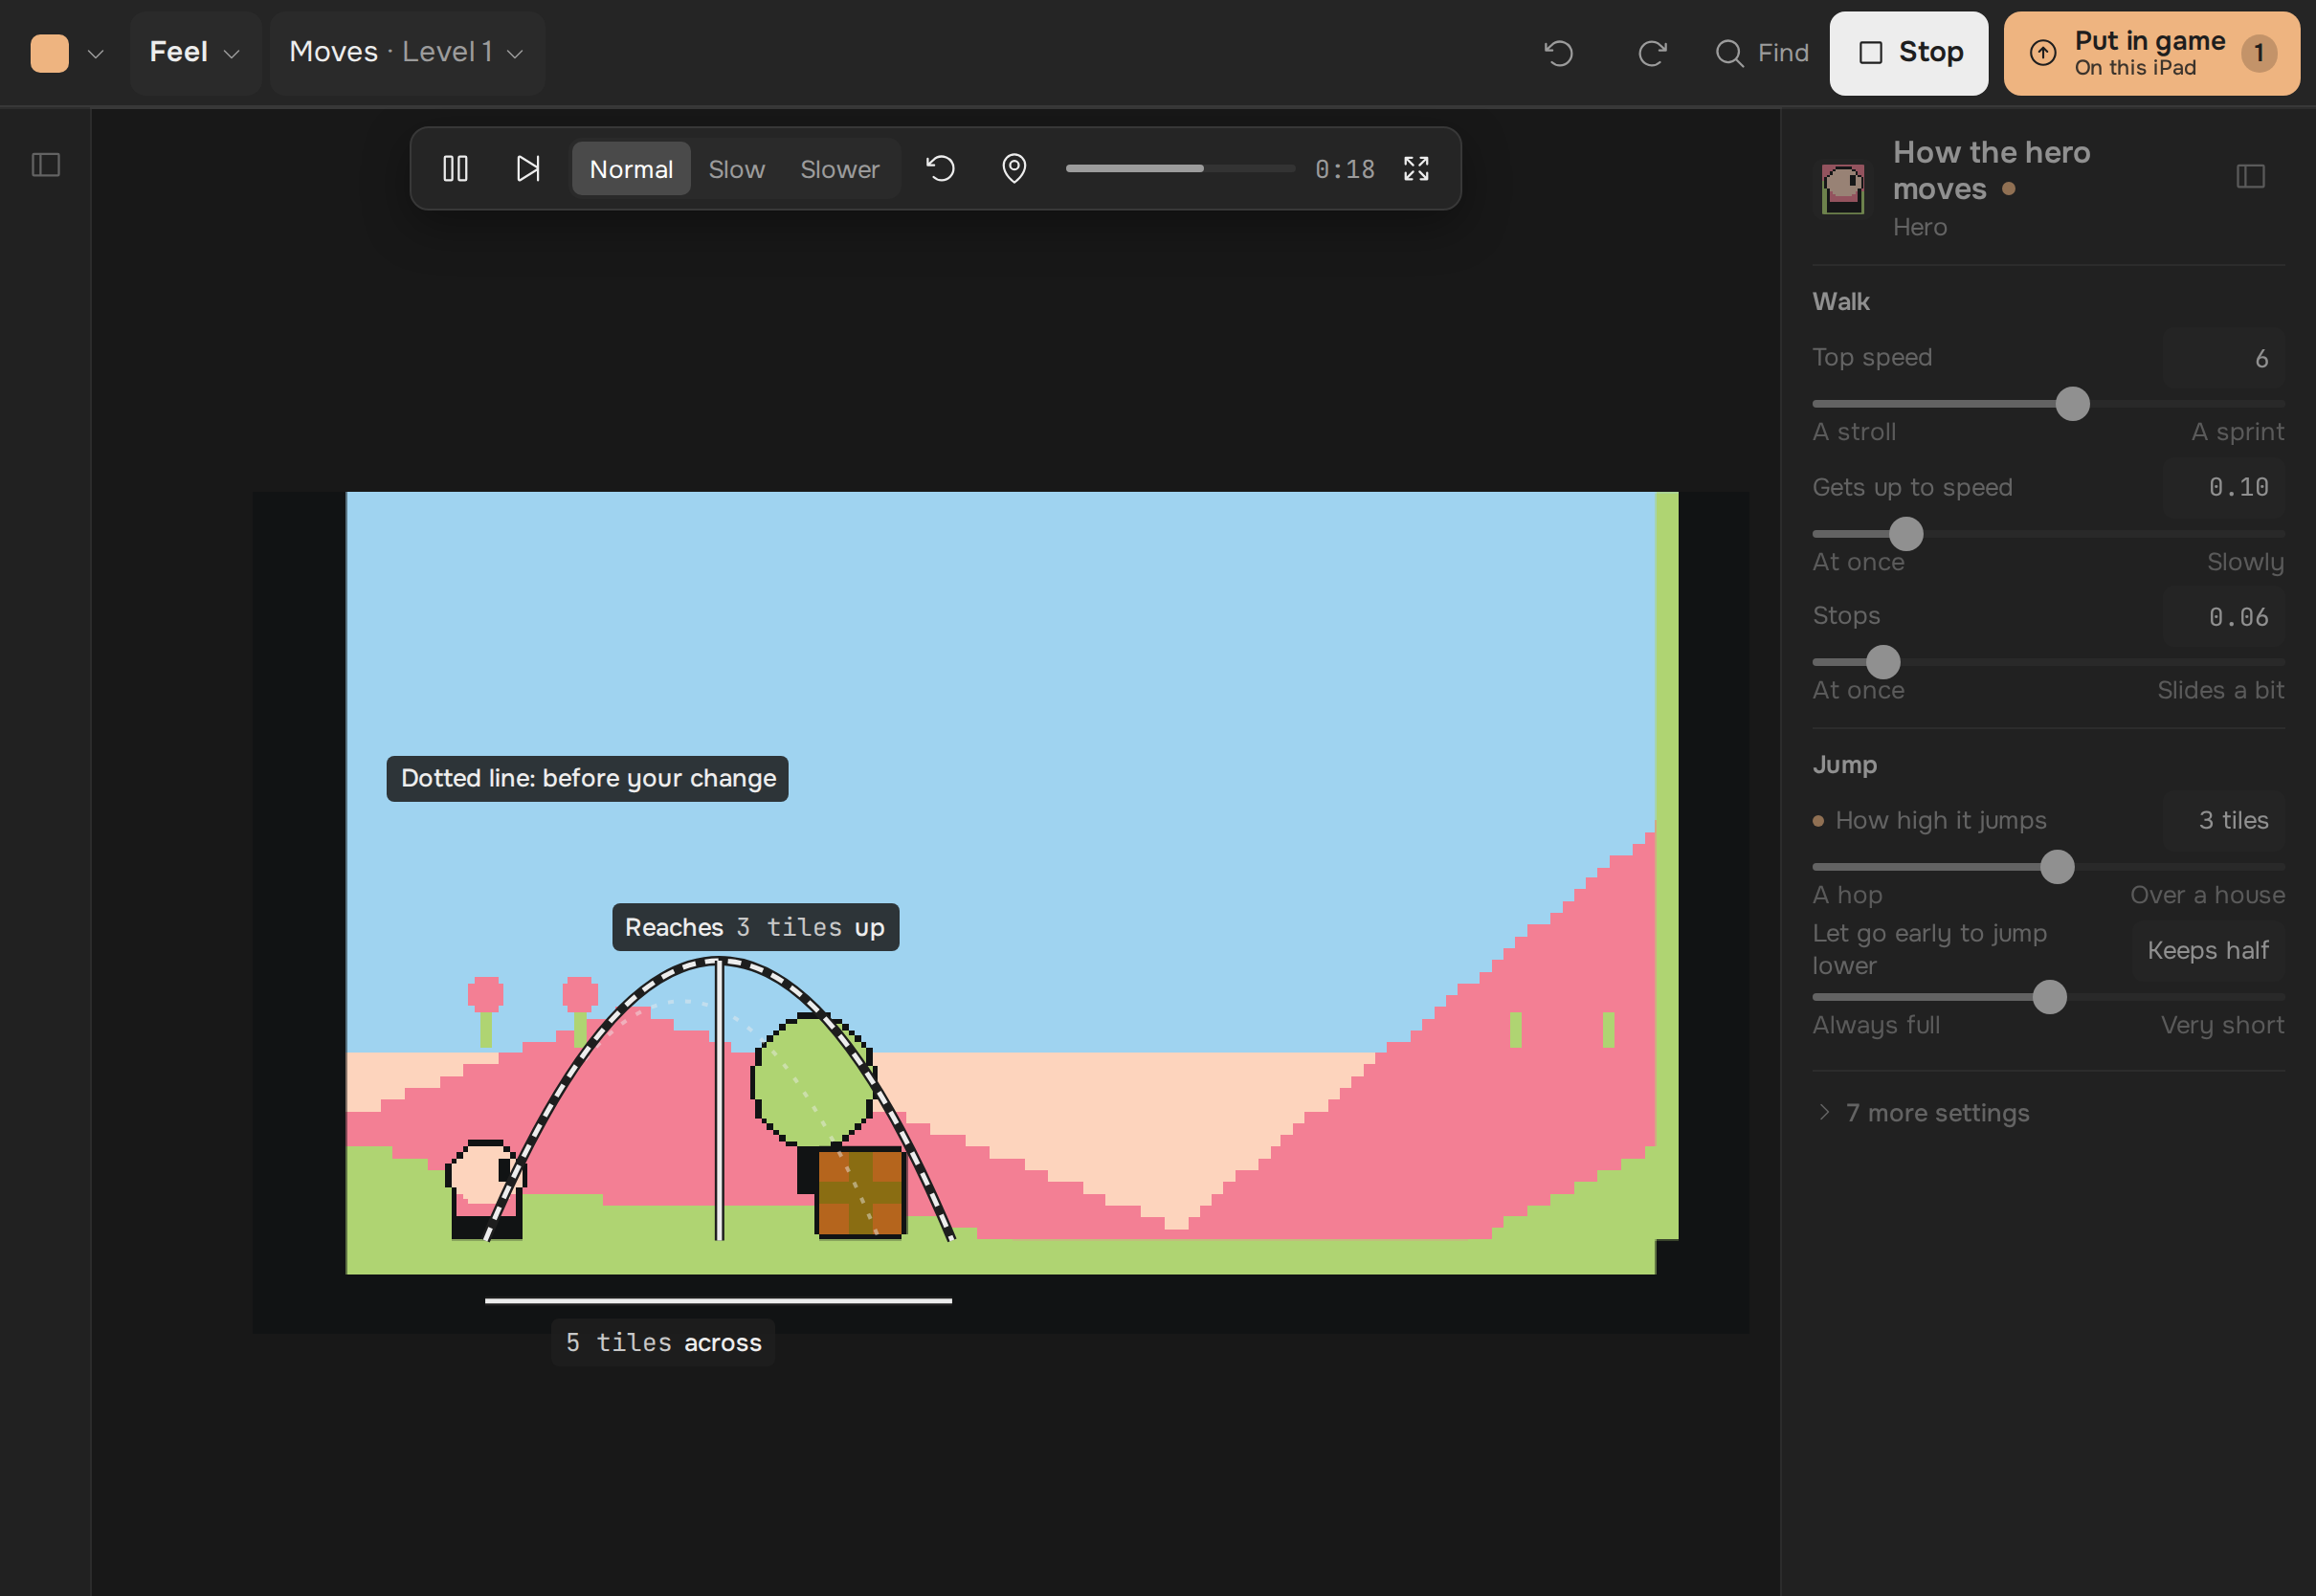 Feel
Moves · Level 1
Find
Stop
Put in game
On this iPad
1
Normal
Slow
Slower
0:18
How the hero
moves
Hero
Walk
Top speed
6
A stroll
A sprint
Gets up to speed
0.10
At once
Slowly
Stops
0.06
At once
Slides a bit
Dotted line: before your change
Jump
How high it jumps
3 tiles
A hop
Over a house
Reaches 3 tiles up
Let go early to jump
lower
Keeps half
Always full
Very short
7 more settings
5 tiles across